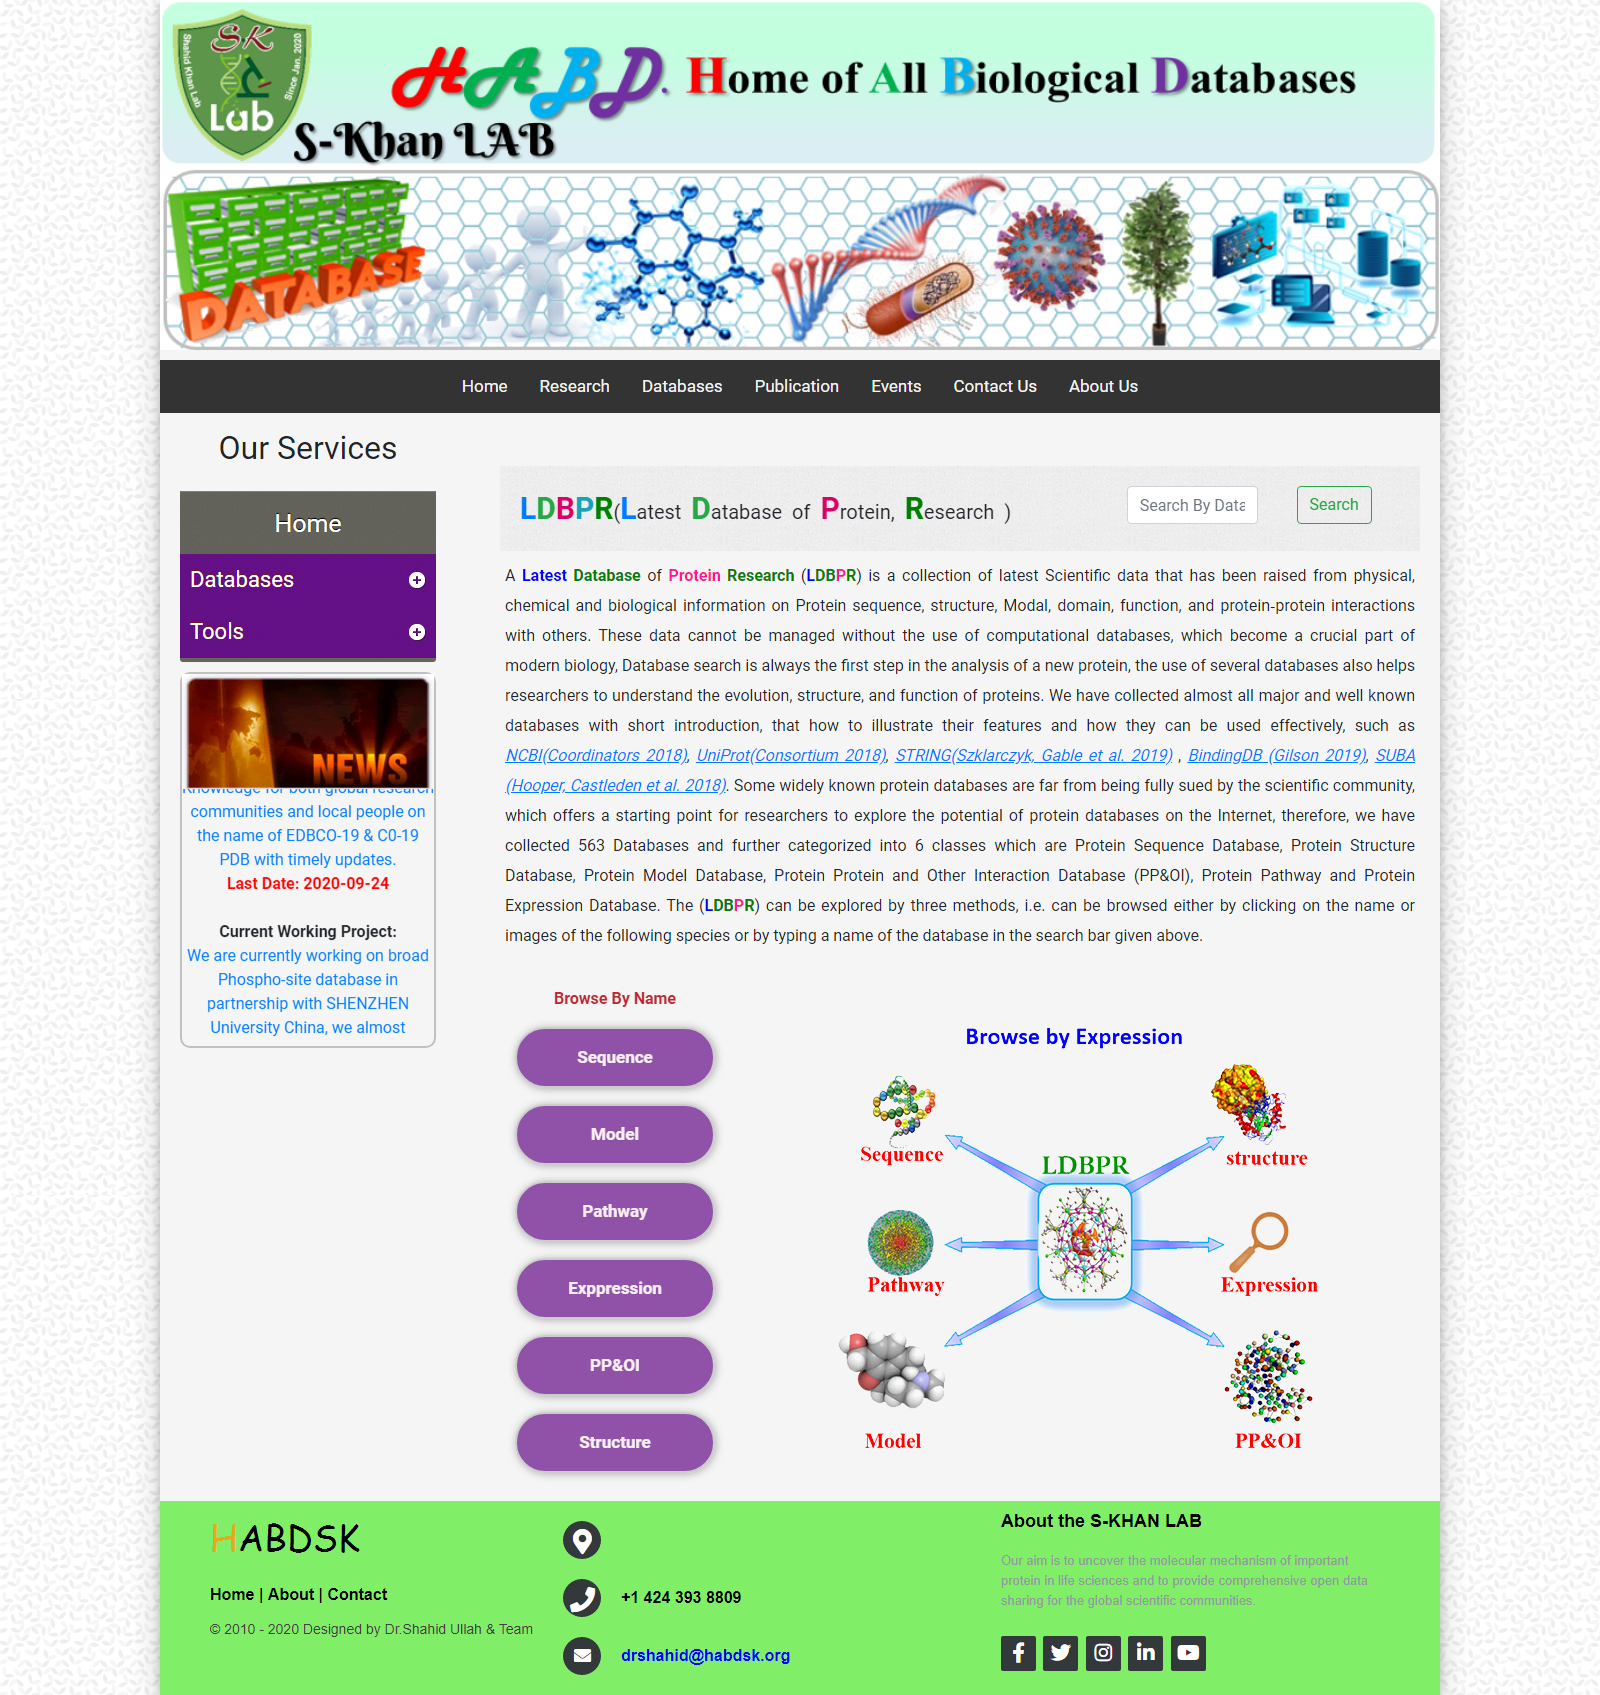 SK
Shahid Khan Lab
Since Jan. 2020
Lab
S-Khan LAB
HABD. Home of All Biological Databases
DATABASE
Home Research Databases Publication Events Contact Us About Us
Our Services
Home
Databases
Tools
NEWS
Knowledge for both global research
communities and local people on
the name of EDBCO-19 & C0-19
PDB with timely updates.
Last Date: 2020-09-24
Current Working Project:
We are currently working on broad
Phospho-site database in
partnership with SHENZHEN
University China, we almost
LDBPR(Latest Database of Protein, Research )
Search By Data
Search
A Latest Database of Protein Research (LDBPR) is a collection of latest Scientific data that has been raised from physical,
chemical and biological information on Protein sequence, structure, Modal, domain, function, and protein-protein interactions
with others. These data cannot be managed without the use of computational databases, which become a crucial part of
modern biology, Database search is always the first step in the analysis of a new protein, the use of several databases also helps
researchers to understand the evolution, structure, and function of proteins. We have collected almost all major and well known
databases with short introduction, that how to illustrate their features and how they can be used effectively, such as
NCBI(Coordinators 2018), UniProt(Consortium 2018), STRING(Szklarczyk, Gable et al. 2019) , BindingDB (Gilson 2019), SUBA
(Hooper, Castleden et al. 2018). Some widely known protein databases are far from being fully sued by the scientific community,
which offers a starting point for researchers to explore the potential of protein databases on the Internet, therefore, we have
collected 563 Databases and further categorized into 6 classes which are Protein Sequence Database, Protein Structure
Database, Protein Model Database, Protein Protein and Other Interaction Database (PP&OI), Protein Pathway and Protein
Expression Database. The (LDBPR) can be explored by three methods, i.e. can be browsed either by clicking on the name or
images of the following species or by typing a name of the database in the search bar given above.
Browse By Name
Sequence
Model
Pathway
Exppression
PP&OI
Structure
Browse by Expression
Sequence
structure
LDBPR
Pathway
Expression
Model
PP&OI
HABDSK
Home | About | Contact
© 2010 - 2020 Designed by Dr.Shahid Ullah & Team
+1 424 393 8809
drshahid@habdsk.org
About the S-KHAN LAB
Our aim is to uncover the molecular mechanism of important
protein in life sciences and to provide comprehensive open data
sharing for the global scientific communities.